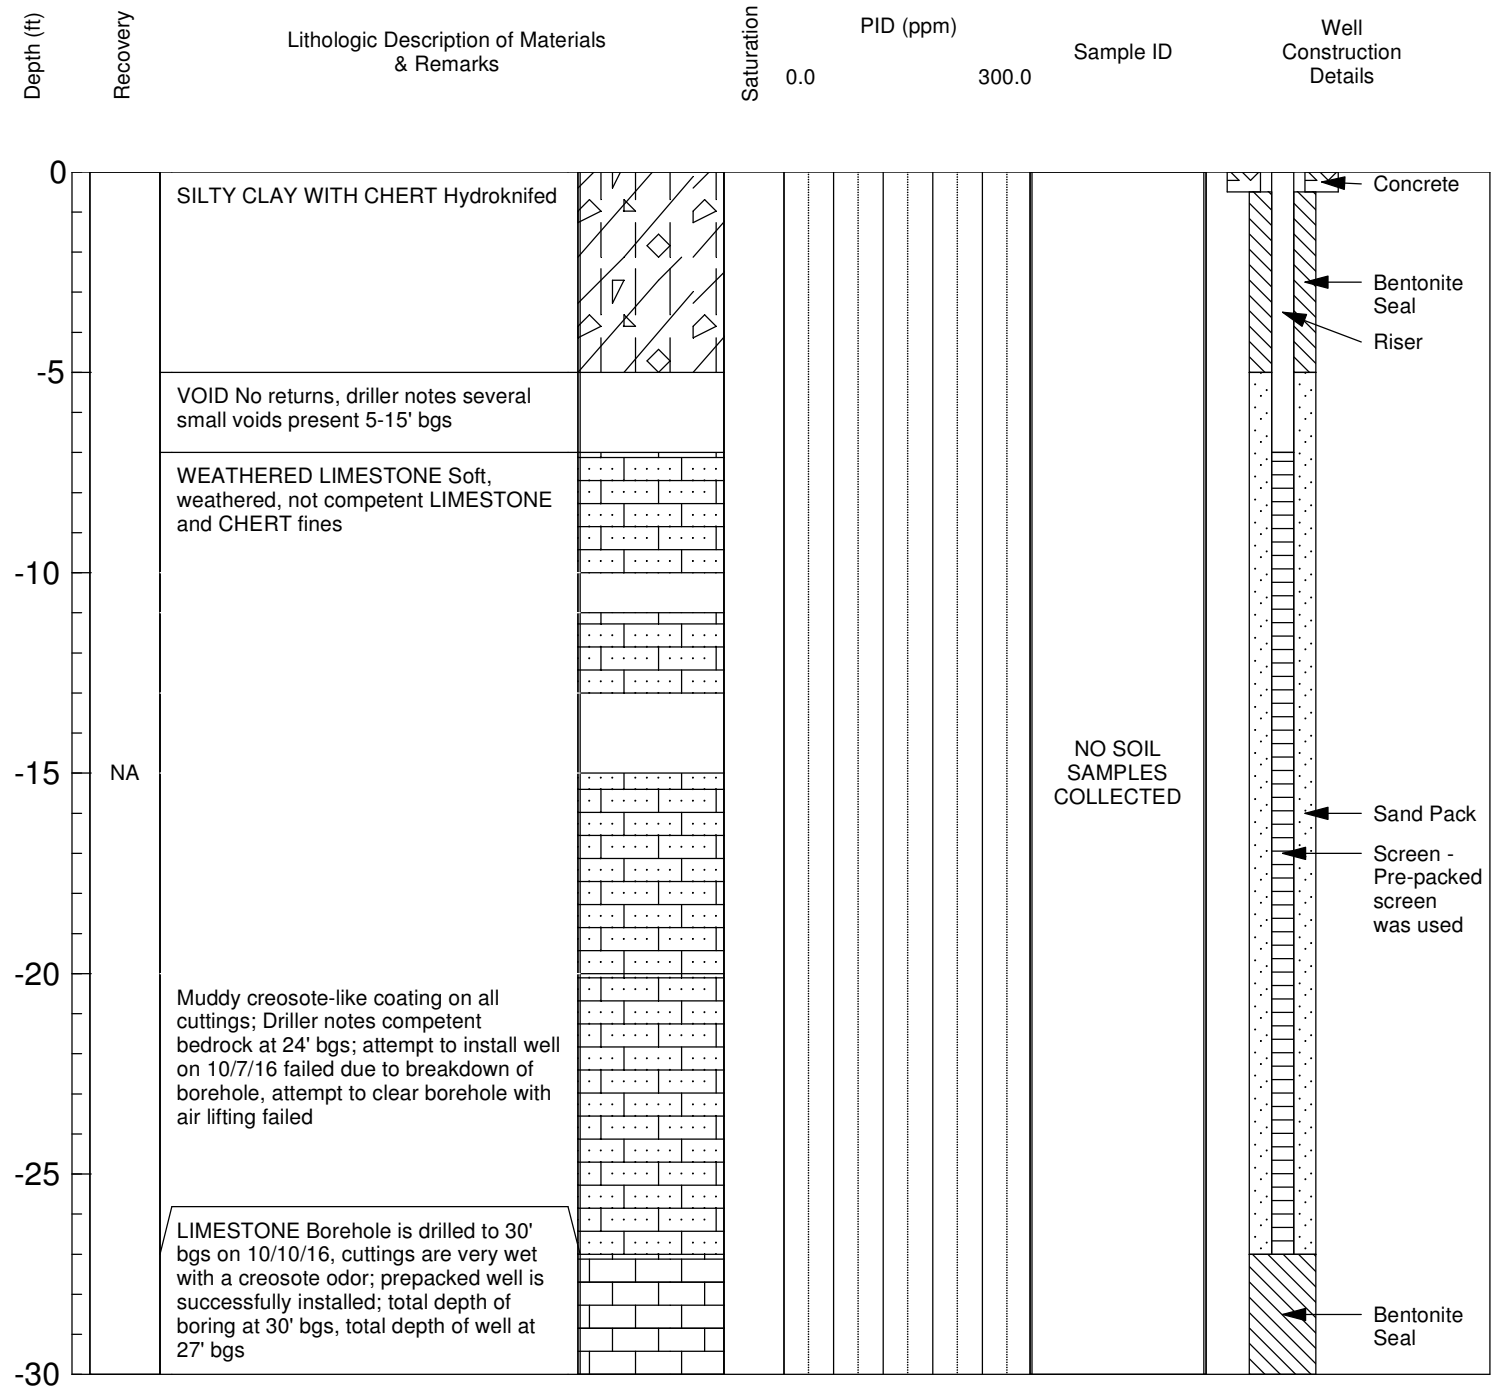 Depth (ft)
Recovery
Lithologic Description of Materials
& Remarks
Saturation
PID (ppm)
0.0
300.0
Sample ID
Well
Construction
Details
0
SILTY CLAY WITH CHERT Hydroknifed
Concrete
Bentonite
Seal
Riser
-5
VOID No returns, driller notes several
small voids present 5-15' bgs
WEATHERED LIMESTONE Soft,
weathered, not competent LIMESTONE
and CHERT fines
-10
-15
NA
NO SOIL
SAMPLES
COLLECTED
Sand Pack
Screen -
Pre-packed
screen
was used
-20
Muddy creosote-like coating on all
cuttings; Driller notes competent
bedrock at 24' bgs; attempt to install well
on 10/7/16 failed due to breakdown of
borehole, attempt to clear borehole with
air lifting failed
-25
LIMESTONE Borehole is drilled to 30'
bgs on 10/10/16, cuttings are very wet
with a creosote odor; prepacked well is
successfully installed; total depth of
boring at 30' bgs, total depth of well at
27' bgs
Bentonite
Seal
-30